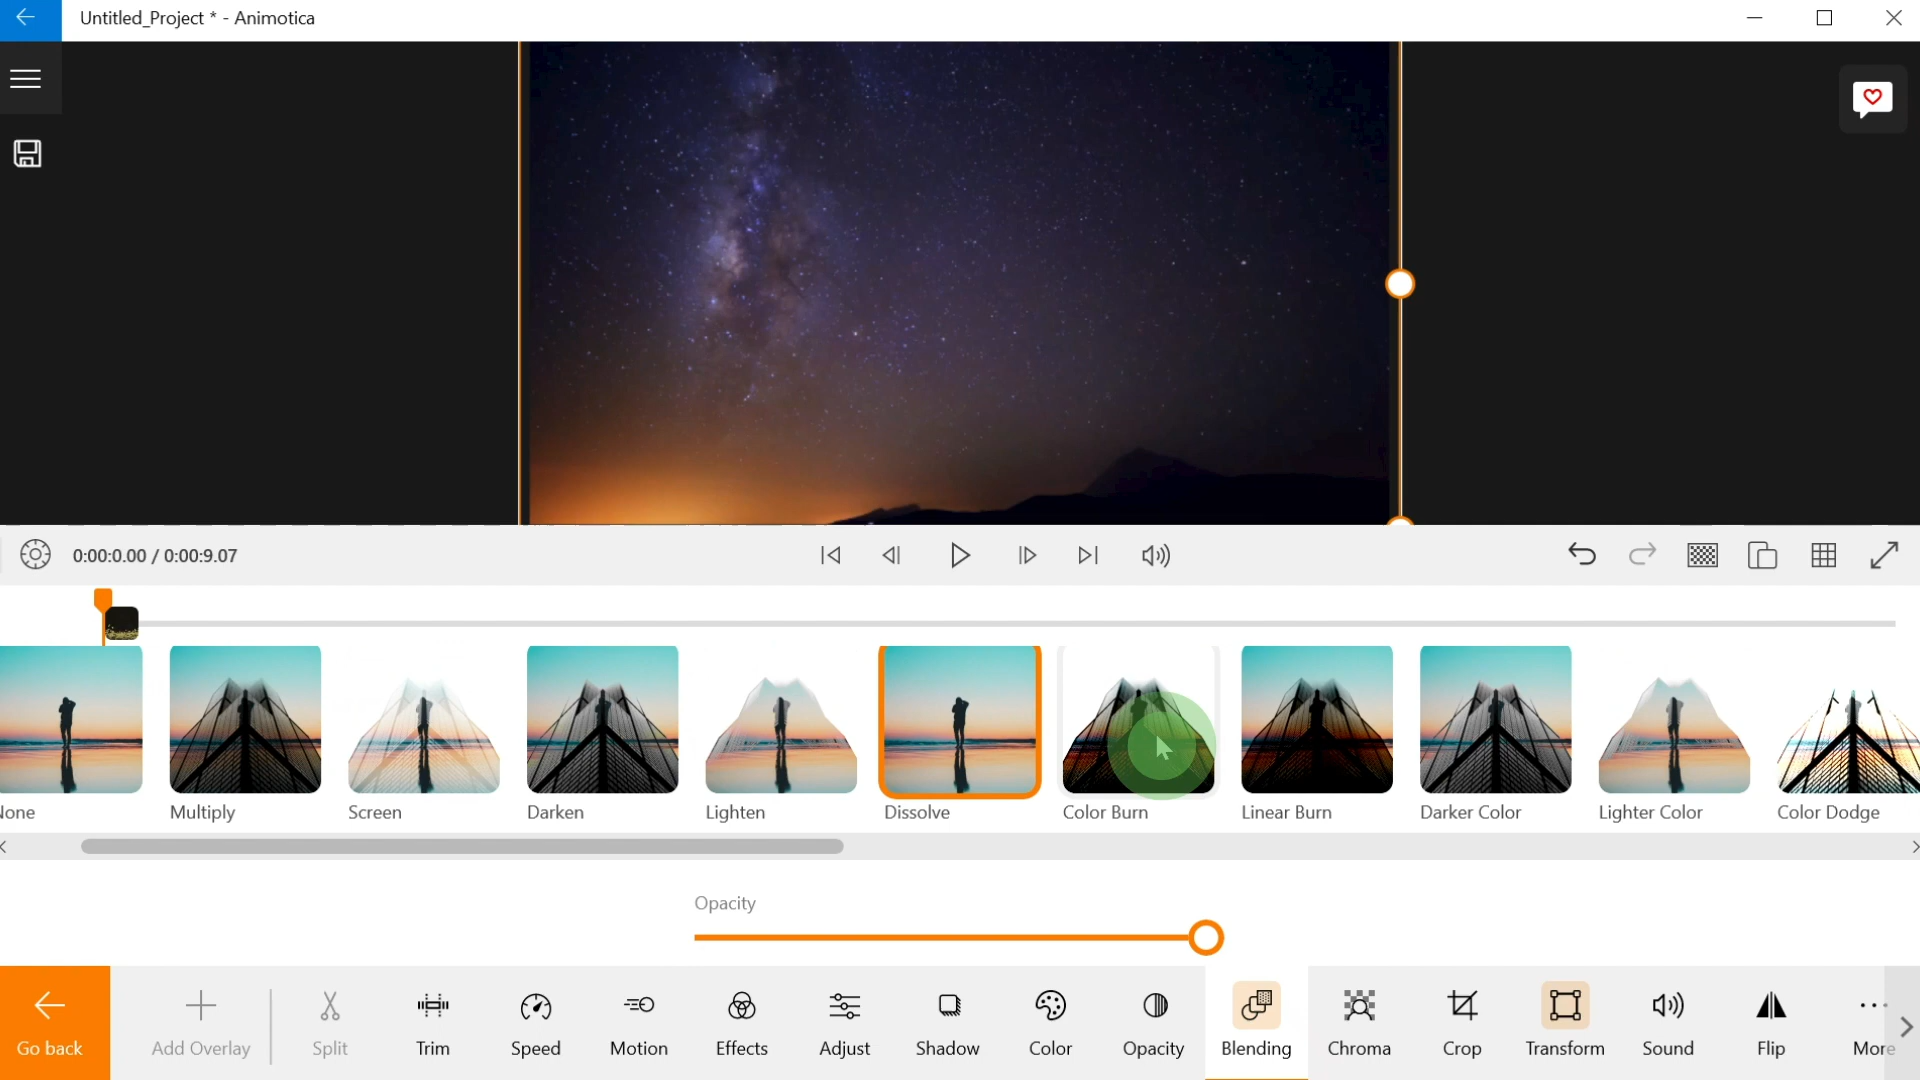 Untitled_Project * - Animotica
0:00:0.00 / 0:00:9.07
None
Multiply
Screen
Darken
Lighten
Dissolve
Color Burn
Linear Burn
Darker Color
Lighter Color
Color Dodge
Opacity
Go back
Add Overlay
Split
Trim
Speed
Motion
Effects
Adjust
Shadow
Color
Opacity
Blending
Chroma
Crop
Transform
Sound
Flip
More